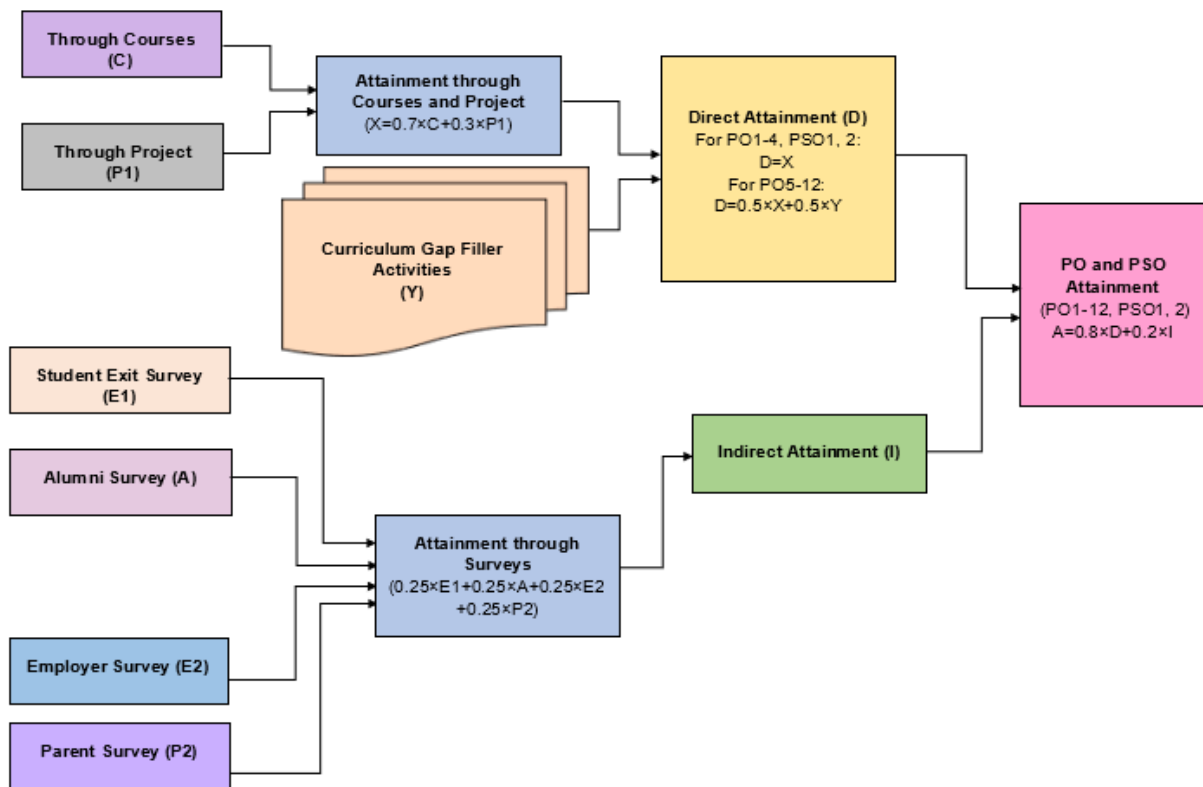 Through Courses
(C)
Through Project
(P1)
Attainment through
Courses and Project
(X=0.7×C+0.3×P1)
Curriculum Gap Filler
Activities
(Y)
Direct Attainment (D)
For PO1-4, PSO1, 2:
D=X
For PO5-12:
D=0.5×X+0.5×Y
PO and PSO
Attainment
(PO1-12, PSO1, 2)
A=0.8×D+0.2×I
Student Exit Survey
(E1)
Alumni Survey (A)
Employer Survey (E2)
Parent Survey (P2)
Attainment through
Surveys
(0.25×E1+0.25×A+0.25×E2
+0.25×P2)
Indirect Attainment (I)